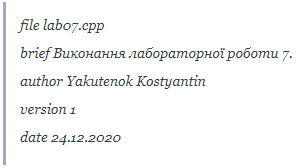 file lab07.cpp
brief Виконання лабораторної роботи 7.
author Yakutenok Kostyantin
version 1
date 24.12.2020